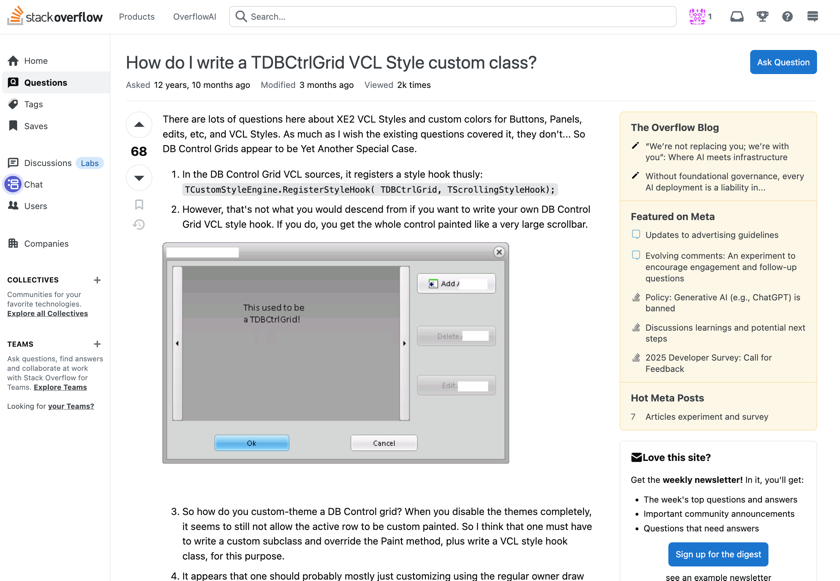 stackoverflow
Products
OverflowAI
Search...
1
Home
Questions
Tags
Saves
Discussions Labs
Chat
Users
Companies
COLLECTIVES
Communities for your
favorite technologies.
Explore all Collectives
TEAMS
Ask questions, find answers
and collaborate at work
with Stack Overflow for
Teams. Explore Teams
Looking for your Teams?
How do I write a TDBCtrlGrid VCL Style custom class?
Ask Question
Asked 12 years, 10 months ago Modified 3 months ago Viewed 2k times
68
There are lots of questions here about XE2 VCL Styles and custom colors for Buttons, Panels,
edits, etc, and VCL Styles. As much as I wish the existing questions covered it, they don't... So
DB Control Grids appear to be Yet Another Special Case.
1. In the DB Control Grid VCL sources, it registers a style hook thusly:
TCustomStyleEngine.RegisterStyleHook( TDBCtrlGrid, TScrollingStyleHook);
2. However, that's not what you would descend from if you want to write your own DB Control
Grid VCL style hook. If you do, you get the whole control painted like a very large scrollbar.
This used to be
a TDBCtrlGrid!
Add
Delete
Edit
Ok
Cancel
3. So how do you custom-theme a DB Control grid? When you disable the themes completely,
it seems to still not allow the active row to be custom painted. So I think that one must have
to write a custom subclass and override the Paint method, plus write a VCL style hook
class, for this purpose.
4. It appears that one should probably mostly just customizing using the regular owner draw
The Overflow Blog
“We’re not replacing you; we’re with
you”: Where AI meets infrastructure
Without foundational governance, every
AI deployment is a liability in...
Featured on Meta
Updates to advertising guidelines
Evolving comments: An experiment to
encourage engagement and follow-up
questions
Policy: Generative AI (e.g., ChatGPT) is
banned
Discussions learnings and potential next
steps
2025 Developer Survey: Call for
Feedback
Hot Meta Posts
7 Articles experiment and survey
Love this site?
Get the weekly newsletter! In it, you'll get:
The week's top questions and answers
Important community announcements
Questions that need answers
Sign up for the digest
see an example newsletter